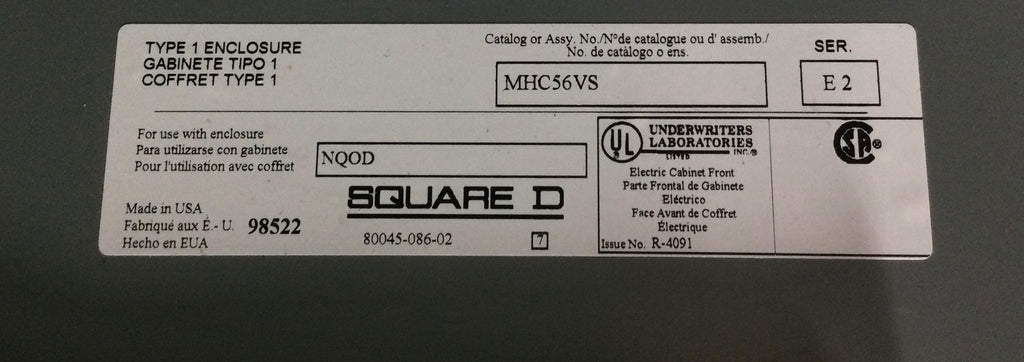 TYPE 1 ENCLOSURE
GABINETE TIPO 1
COFFRET TYPE 1
Catalog or Assy. No./N°de catalogue ou d' assemb./
No. de catàlogo o ens.
MHC56VS
SER.
E 2
For use with enclosure
Para utilizarse con gabinete
Pour l'utilisation avec coffret
NQOD
SQUARE D
Made in USA
Fabriqué aux É.- U. 98522
Hecho en EUA
80045-086-02
7
UL
UNDERWRITERS
LABORATORIES
INC.®
LISTED
Electric Cabinet Front
Parte Frontal de Gabinete
Eléctrico
Face Avant de Coffret
Électrique
Issue No. R-4091
SA®